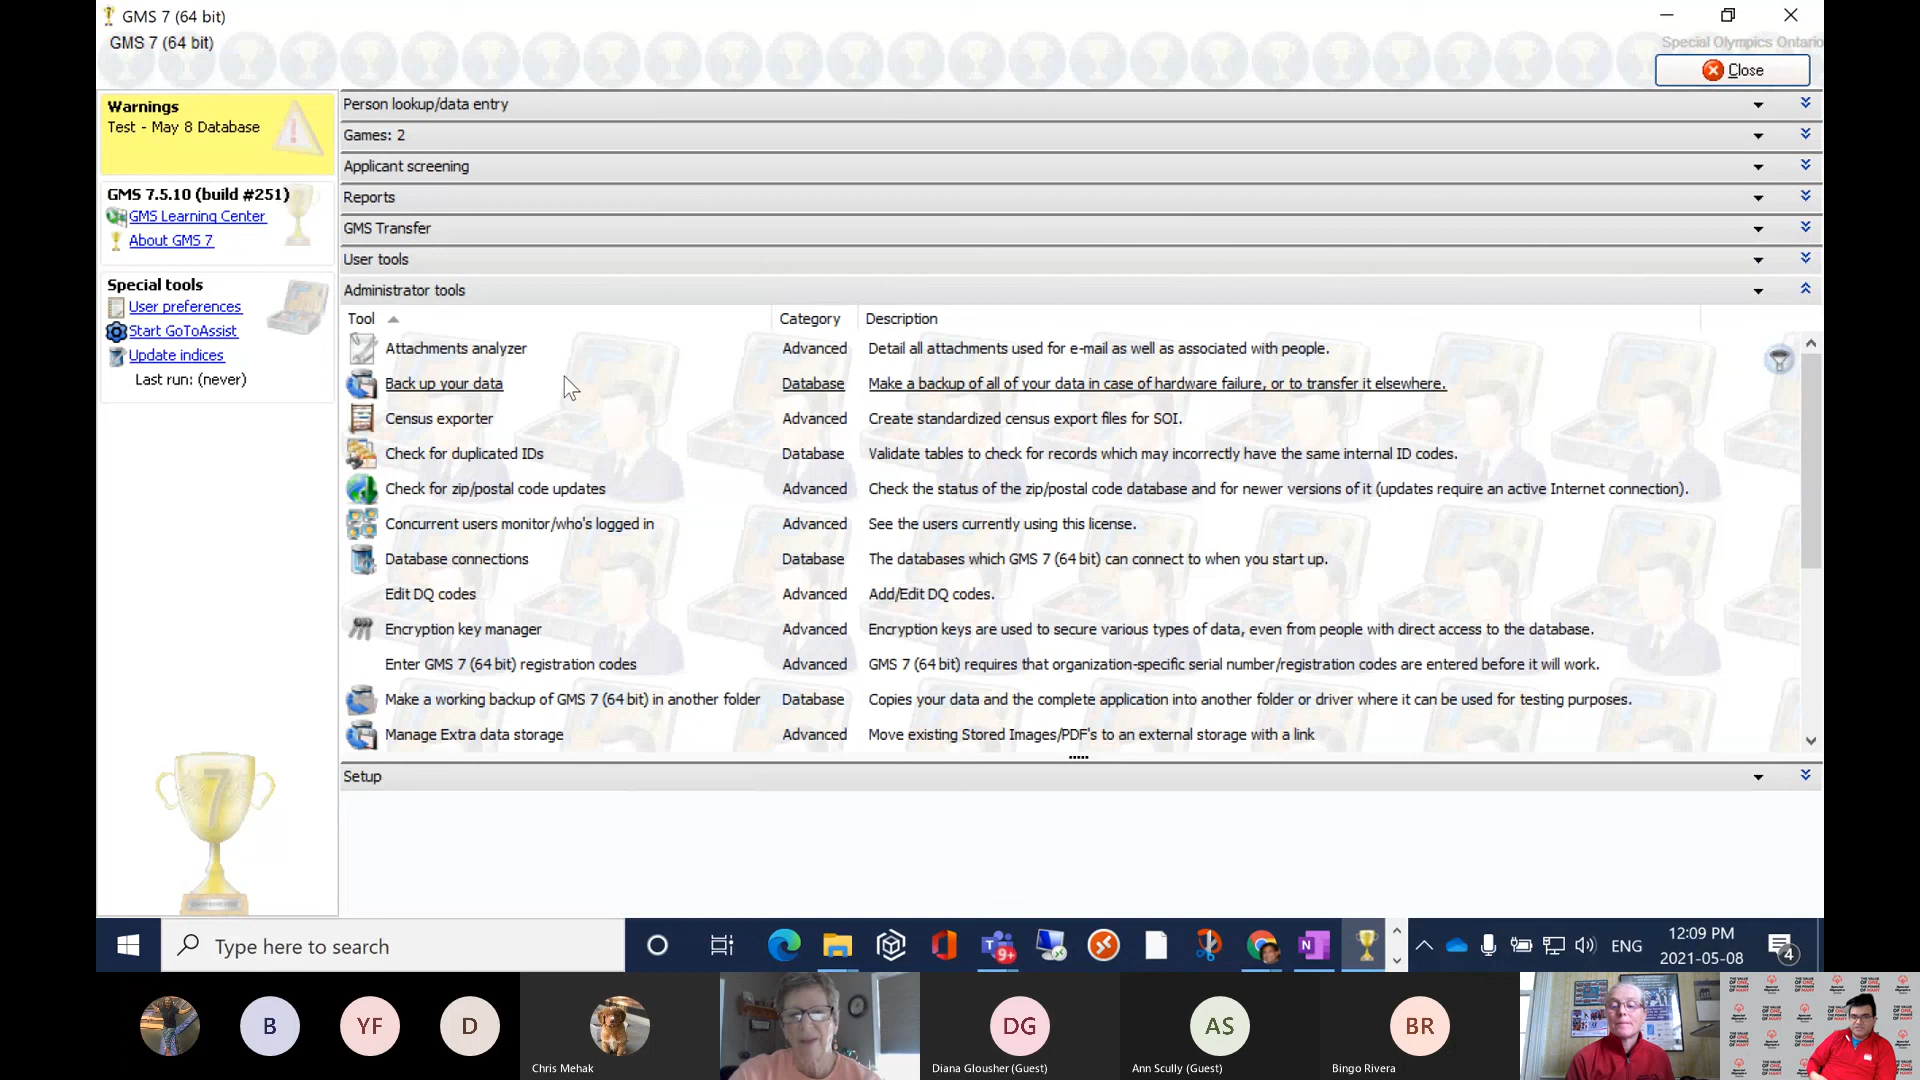 GMS 7 (64 bit)
GMS 7 (64 bit)
Special Olympics Ontario
Close
Warnings
Test - May 8 Database
GMS 7.5.10 (build #251)
GMS Learning Center
About GMS 7
Special tools
User preferences
Start GoToAssist
Update indices
Last run: (never)
7
Person lookup/data entry
Games: 2
Applicant screening
Reports
GMS Transfer
User tools
Administrator tools
Tool Category Description
Attachments analyzer Advanced Detail all attachments used for e-mail as well as associated with people.
Back up your data Database Make a backup of all of your data in case of hardware failure, or to transfer it elsewhere.
Census exporter Advanced Create standardized census export files for SOI.
Check for duplicated IDs Database Validate tables to check for records which may incorrectly have the same internal ID codes.
Check for zip/postal code updates Advanced Check the status of the zip/postal code database and for newer versions of it (updates require an active Internet connection).
Concurrent users monitor/who's logged in Advanced See the users currently using this license.
Database connections Database The databases which GMS 7 (64 bit) can connect to when you start up.
Edit DQ codes Advanced Add/Edit DQ codes.
Encryption key manager Advanced Encryption keys are used to secure various types of data, even from people with direct access to the database.
Enter GMS 7 (64 bit) registration codes Advanced GMS 7 (64 bit) requires that organization-specific serial number/registration codes are entered before it will work.
Make a working backup of GMS 7 (64 bit) in another folder Database Copies your data and the complete application into another folder or driver where it can be used for testing purposes.
Manage Extra data storage Advanced Move existing Stored Images/PDF's to an external storage with a link
Setup
Type here to search
9+
ENG
12:09 PM
2021-05-08
4
B
YF
D
Chris Mehak
DG
Diana Glousher (Guest)
AS
Ann Scully (Guest)
BR
Bingo Rivera